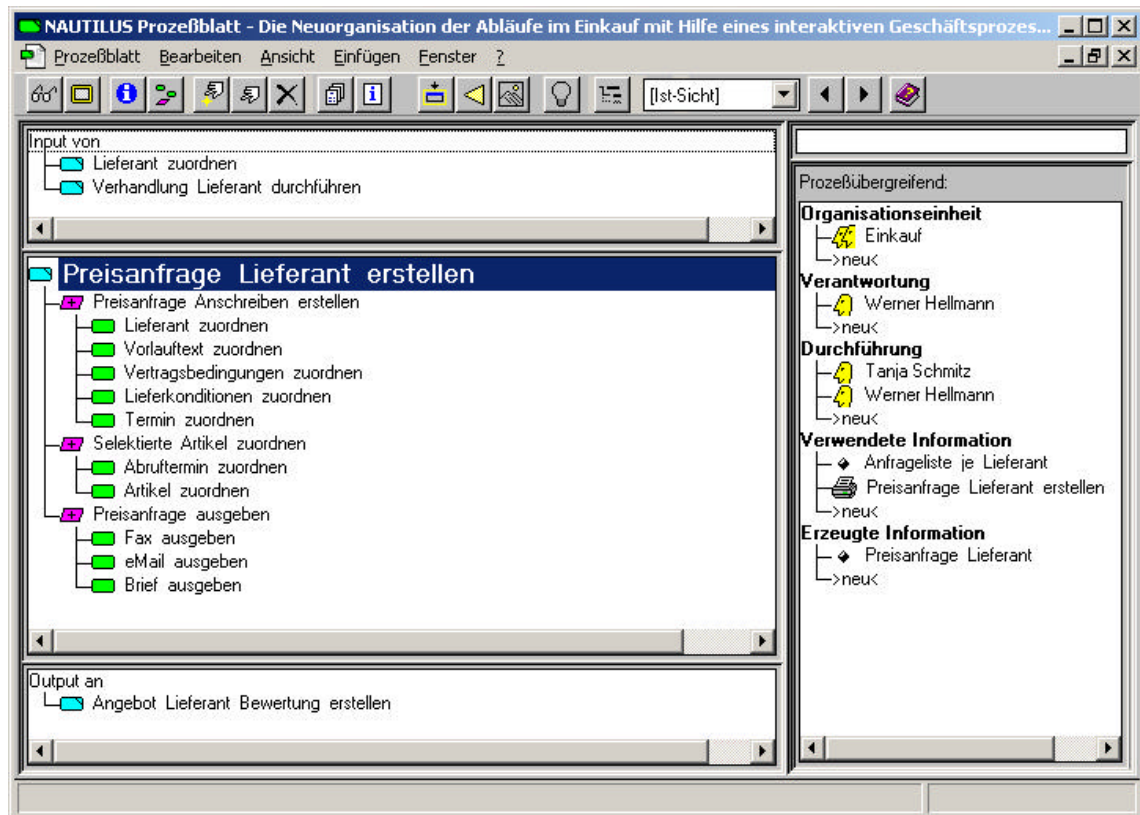 NAUTILUS Prozeßblatt - Die Neuorganisation der Abläufe im Einkauf mit Hilfe eines interaktiven Geschäftsprozes...
Prozeßblatt Bearbeiten Ansicht Einfügen Fenster ?
[Ist-Sicht]
Input von
Lieferant zuordnen
Verhandlung Lieferant durchführen
Preisanfrage Lieferant erstellen
Preisanfrage Anschreiben erstellen
Lieferant zuordnen
Vorlauftext zuordnen
Vertragsbedingungen zuordnen
Lieferkonditionen zuordnen
Termin zuordnen
Selektierte Artikel zuordnen
Abruftermin zuordnen
Artikel zuordnen
Preisanfrage ausgeben
Fax ausgeben
eMail ausgeben
Brief ausgeben
Output an
Angebot Lieferant Bewertung erstellen
Prozeßübergreifend:
Organisationseinheit
Einkauf
>neu<
Verantwortung
Werner Hellmann
>neu<
Durchführung
Tanja Schmitz
Werner Hellmann
>neu<
Verwendete Information
Anfrageliste je Lieferant
Preisanfrage Lieferant erstellen
>neu<
Erzeugte Information
Preisanfrage Lieferant
>neu<